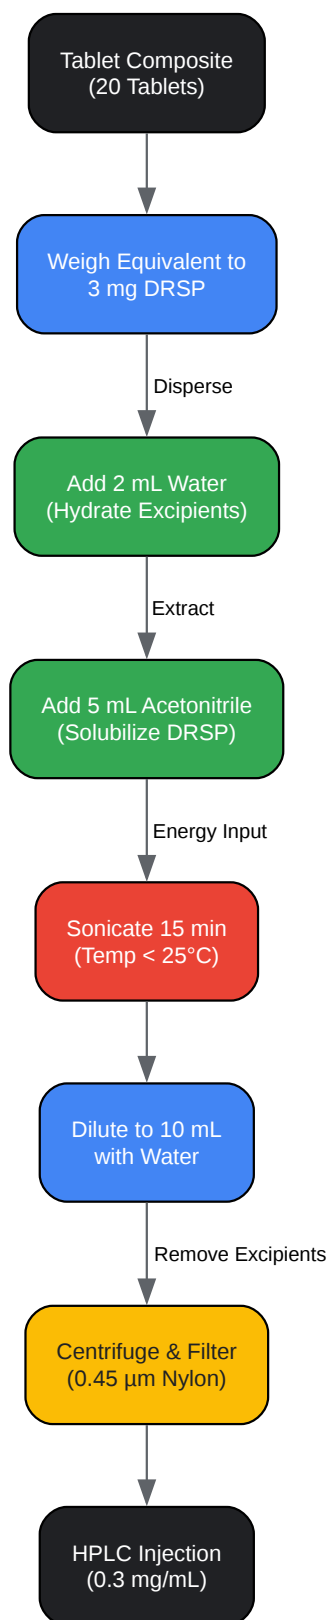 Tablet Composite
(20 Tablets)
Weigh Equivalent to
3 mg DRSP
Disperse
Add 2 mL Water
(Hydrate Excipients)
Extract
Add 5 mL Acetonitrile
(Solubilize DRSP)
Energy Input
Sonicate 15 min
(Temp < 25°C)
Dilute to 10 mL
with Water
Remove Excipients
Centrifuge & Filter
(0.45 µm Nylon)
HPLC Injection
(0.3 mg/mL)